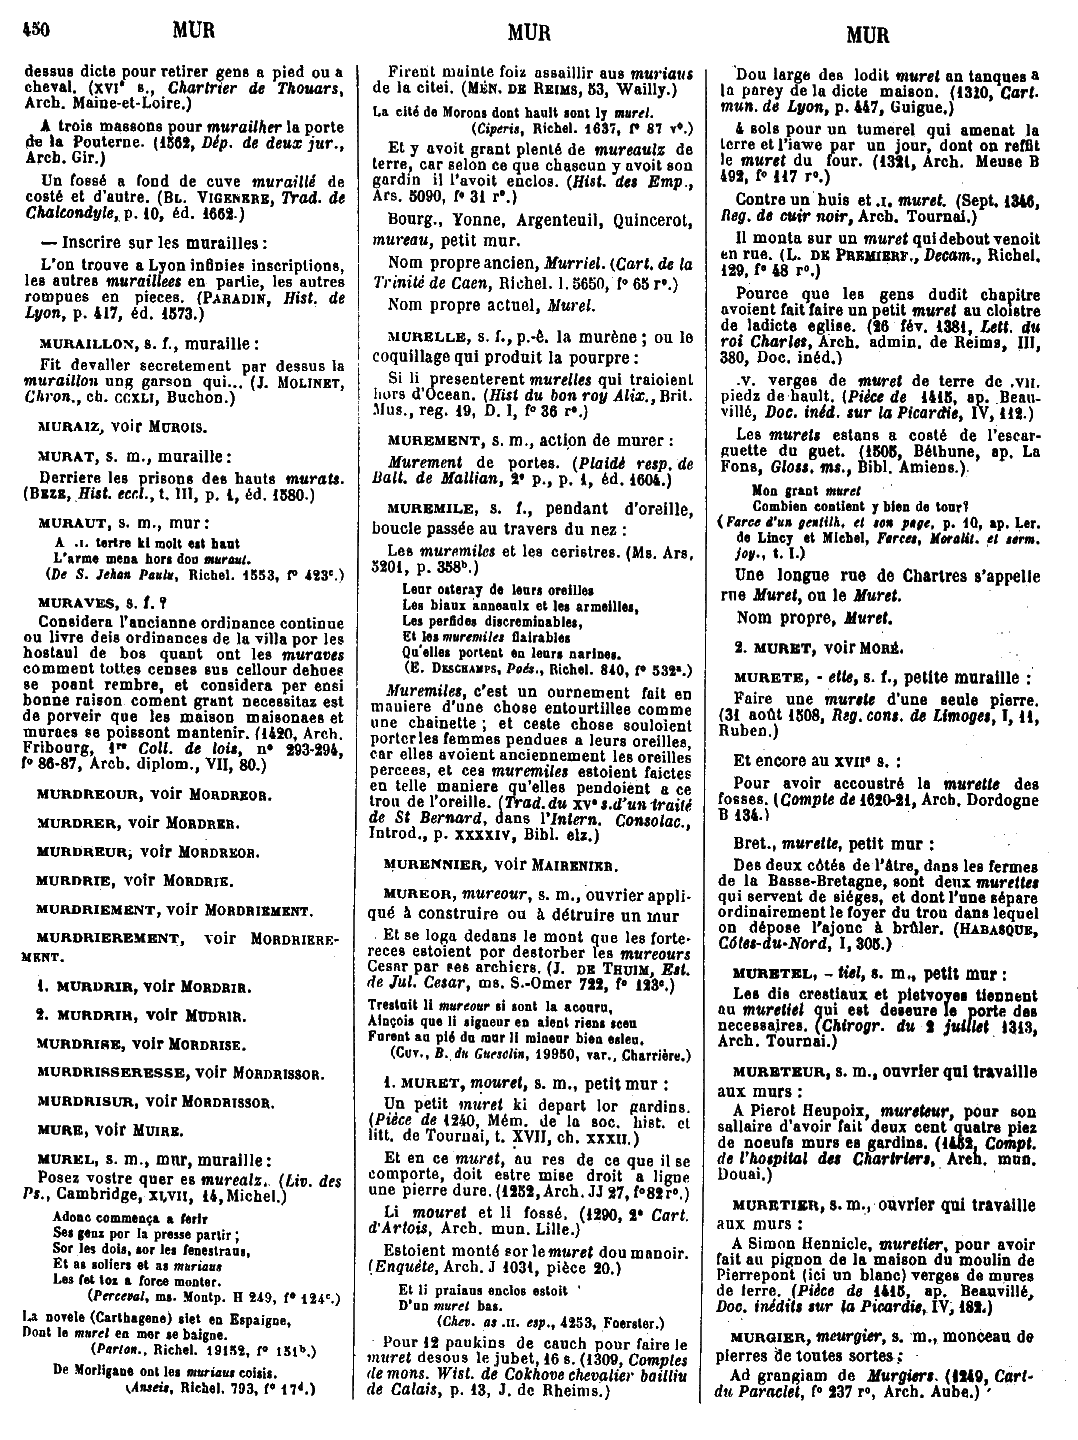 450
MUR
MUR
MUR
dessus dicte pour retirer gens a pied ou a
cheval. (XVIᵉ s., Chartrier de Thouars,
Arch. Maine-et-Loire.)
A trois massons pour murailher la porte
de la Pouterne. (1562, Dép. de deux jur.,
Arch. Gir.)
Un fossé a fond de cuve muraillé de
costé et d'autre. (BL. VIGENERE, Trad. de
Chalcondyle, p. 10, éd. 1662.)
— Inscrire sur les murailles :
L'on trouve a Lyon infinies inscriptions,
les autres muraillees en partie, les autres
rompues en pieces. (PARADIN, Hist. de
Lyon, p. 417, éd. 1573.)
MURAILLON, s. f., muraille :
Fit devaller secretement par dessus la
muraillon ung garson qui... (J. MOLINET,
Chron., ch. CCXLI, Buchon.)
MURAIZ, voir MUROIS.
MURAT, s. m., muraille :
Derriere les prisons des hauts murats.
(BEZE, Hist. eccl., t. III, p. 1, éd. 1580.)
MURAUT, s. m., mur :
A .I. tertre ki molt est haut
L'arme mena hors dou muraut.
(De S. Jehan Paulu, Richel. 1553, fº 423ᶜ.)
MURAVES, s. f. ?
Considera l'ancianne ordinance continue
ou livre deis ordinances de la villa por les
hostaul de bos quant ont les muraves
comment tottes censes sus cellour dehues
se poant rembre, et considera per ensi
bonne raison coment grant necessitaz est
de porveir que les maison maisonaes et
muraes se poissont mantenir. (1420, Arch.
Fribourg, 1ʳᵉ Coll. de lois, nº 293-294,
fº 86-87, Arch. diplom., VII, 80.)
MURDREOUR, voir MORDREOR.
MURDRER, voir MORDRER.
MURDREUR, voir MORDREOR.
MURDRIE, voir MORDRIE.
MURDRIEMENT, voir MORDRIEMENT.
MURDRIEREMENT, voir MORDRIERE-
MENT.
1. MURDRIR, voir MORDRIR.
2. MURDRIR, voir MUDRIR.
MURDRISE, voir MORDRISE.
MURDRISSERESSE, voir MORDRISSOR.
MURDRISUR, voir MORDRISSOR.
MURE, voir MUIRE.
MUREL, s. m., mur, muraille :
Posez vostre quer es murealz. (Liv. des
Ps., Cambridge, XLVII, 14, Michel.)
Adonc commença a ferir
Ses genz por la presse partir ;
Sor les dois, sor les fenestraus,
Et as soliers et as muriaus
Les fet toz a force monter.
(Perceval, ms. Montp. H 249, fº 124ᶜ.)
La novele (Carthagene) siet en Espaigne,
Dont le murel en mer se baigne.
(Parton., Richel. 19152, fº 151ᵇ.)
De Morligane ont les muriaus coisis.
(Anseis, Richel. 793, fº 17ᵈ.)
Firent mainte foiz assaillir aus muriaus
de la citei. (MÉN. DE REIMS, 53, Wailly.)
La cité de Morons dont hault sont ly murel.
(Ciperis, Richel. 1637, fº 87 vº.)
Et y avoit grant plenté de mureaulz de
terre, car selon ce que chascun y avoit son
gardin il l'avoit enclos. (Hist. des Emp.,
Ars. 5090, fº 31 rº.)
Bourg., Yonne, Argenteuil, Quincerot,
mureau, petit mur.
Nom propre ancien, Murriel. (Cart. de la
Trinité de Caen, Richel. l. 5650, fº 65 rº.)
Nom propre actuel, Murel.
MURELLE, s. f., p.-ê. la murène ; ou le
coquillage qui produit la pourpre :
Si li presenterent murelles qui traioient
hors d'Ocean. (Hist du bon roy Alix., Brit.
Mus., reg. 19, D. I, fº 36 rº.)
MUREMENT, s. m., action de murer :
Murement de portes. (Plaidé resp. de
Balt. de Mallian, 2ᵉ p., p. 1, éd. 1604.)
MUREMILE, s. f., pendant d'oreille,
boucle passée au travers du nez :
Les muremiles et les ceristres. (Ms. Ars.
5201, p. 358ᵇ.)
Leur osteray de leurs oreilles
Les biaux anneaulx et les armeilles,
Les perfides discreminables,
Et les muremiles flairables
Qu'elles portent en leurs narines.
(E. DESCHAMPS, Poés., Richel. 840, fº 532ᵃ.)
Muremiles, c'est un ournement fait en
maniere d'une chose entourtillee comme
une chainette ; et ceste chose souloient
porter les femmes pendues a leurs oreilles,
car elles avoient anciennement les oreilles
percees, et ces muremiles estoient faictes
en telle maniere qu'elles pendoient a ce
trou de l'oreille. (Trad. du XVᵉ s. d'un traité
de St Bernard, dans l'Intern. Consolac.,
Introd., p. XXXXIV, Bibl. elz.)
MURENNIER, voir MAIRENIER.
MUREOR, mureour, s. m., ouvrier appli-
qué à construire ou à détruire un mur
Et se loga dedans le mont que les forte-
reces estoient por destorber les mureours
Cesar par ses archiers. (J. DE THUIM, Est.
de Jul. Cesar, ms. S.-Omer 722, fº 123ᶜ.)
Trestuit li mureour si sont la acouru,
Ainçois que li signeur en aient riens sceu
Furent au pié du mur li mineur bien esleu.
(CUV., B. du Guesclin, 19950, var., Charrière.)
1. MURET, mouret, s. m., petit mur :
Un petit muret ki depart lor gardins.
(Pièce de 1240, Mém. de la soc. hist. et
litt. de Tournai, t. XVII, ch. XXXII.)
Et en ce muret, au res de ce que il se
comporte, doit estre mise droit a ligne
une pierre dure. (1252, Arch. JJ 27, fº 82 rº.)
Li mouret et li fossé. (1290, 2ᵉ Cart.
d'Artois, Arch. mun. Lille.)
Estoient monté sor le muret dou manoir.
(Enquête, Arch. J 1031, pièce 20.)
Et li praiaus enclos estoit
D'un muret bas.
(Chev. as .II. esp., 4253, Foerster.)
Pour 12 paukins de cauch pour faire le
muret desous le jubet, 16 s. (1309, Comptes
de mons. Wist. de Cokhove chevalier bailliu
de Calais, p. 13, J. de Rheims.)
Dou large des lodit muret an tanques a
la parey de la dicte maison. (1320, Cart.
mun. de Lyon, p. 447, Guigue.)
4 sols pour un tumerel qui amenat la
terre et l'iawe par un jour, dont on reffit
le muret du four. (1321, Arch. Meuse B
492, fº 117 rº.)
Contre un huis et .I. muret. (Sept. 1346,
Reg. de cuir noir, Arch. Tournai.)
Il monta sur un muret qui debout venoit
en rue. (L. DE PREMIERF., Decam., Richel.
129, fº 48 rº.)
Pource que les gens dudit chapitre
avoient fait faire un petit muret au cloistre
de ladicte eglise. (26 fév. 1381, Lett. du
roi Charles, Arch. admin. de Reims, III,
380, Doc. inéd.)
.V. verges de muret de terre de .VII.
piedz de hault. (Pièce de 1415, ap. Beau-
villé, Doc. inéd. sur la Picardie, IV, 112.)
Les murets estans a costé de l'escar-
guette du guet. (1505, Béthune, ap. La
Fons, Gloss. ms., Bibl. Amiens.)
Mon grant muret
Combien contient y bien de tour?
(Farce d'un gentilh. et son page, p. 10, ap. Ler.
de Lincy et Michel, Farces, Moralit. et serm.
joy., t. I.)
Une longue rue de Chartres s'appelle
rue Muret, ou le Muret.
Nom propre, Muret.
2. MURET, voir MORÉ.
MURETE, - ette, s. f., petite muraille :
Faire une murete d'une seule pierre.
(31 août 1508, Reg. cons. de Limoges, I, 11,
Ruben.)
Et encore au XVIIᵉ s. :
Pour avoir accoustré la murette des
fosses. (Compte de 1620-21, Arch. Dordogne
B 134.)
Bret., murette, petit mur :
Des deux côtés de l'âtre, dans les fermes
de la Basse-Bretagne, sont deux murettes
qui servent de siéges, et dont l'une sépare
ordinairement le foyer du trou dans lequel
on dépose l'ajonc à brûler. (HABASQUE,
Côtes-du-Nord, I, 305.)
MURETEL, - tiel, s. m., petit mur :
Les dis crestiaux et pietvoyes tiennent
au muretiel qui est deseure le porte des
necessaires. (Chirogr. du 2 juillet 1313,
Arch. Tournai.)
MURETEUR, s. m., ouvrier qui travaille
aux murs :
A Pierot Heupoix, mureteur, pour son
sallaire d'avoir fait deux cent quatre piez
de noeufs murs es gardins. (1452, Compt.
de l'hospital des Chartriers, Arch. mun.
Douai.)
MURETIER, s. m., ouvrier qui travaille
aux murs :
A Simon Hennicle, muretier, pour avoir
fait au pignon de la maison du moulin de
Pierrepont (ici un blanc) verges de mures
de terre. (Pièce de 1415, ap. Beauvillé,
Doc. inédits sur la Picardie, IV, 182.)
MURGIER, meurgier, s. m., monceau de
pierres de toutes sortes :
Ad grangiam de Murgiers. (1249, Cart-
du Paraclet, fº 237 rº, Arch. Aube.)